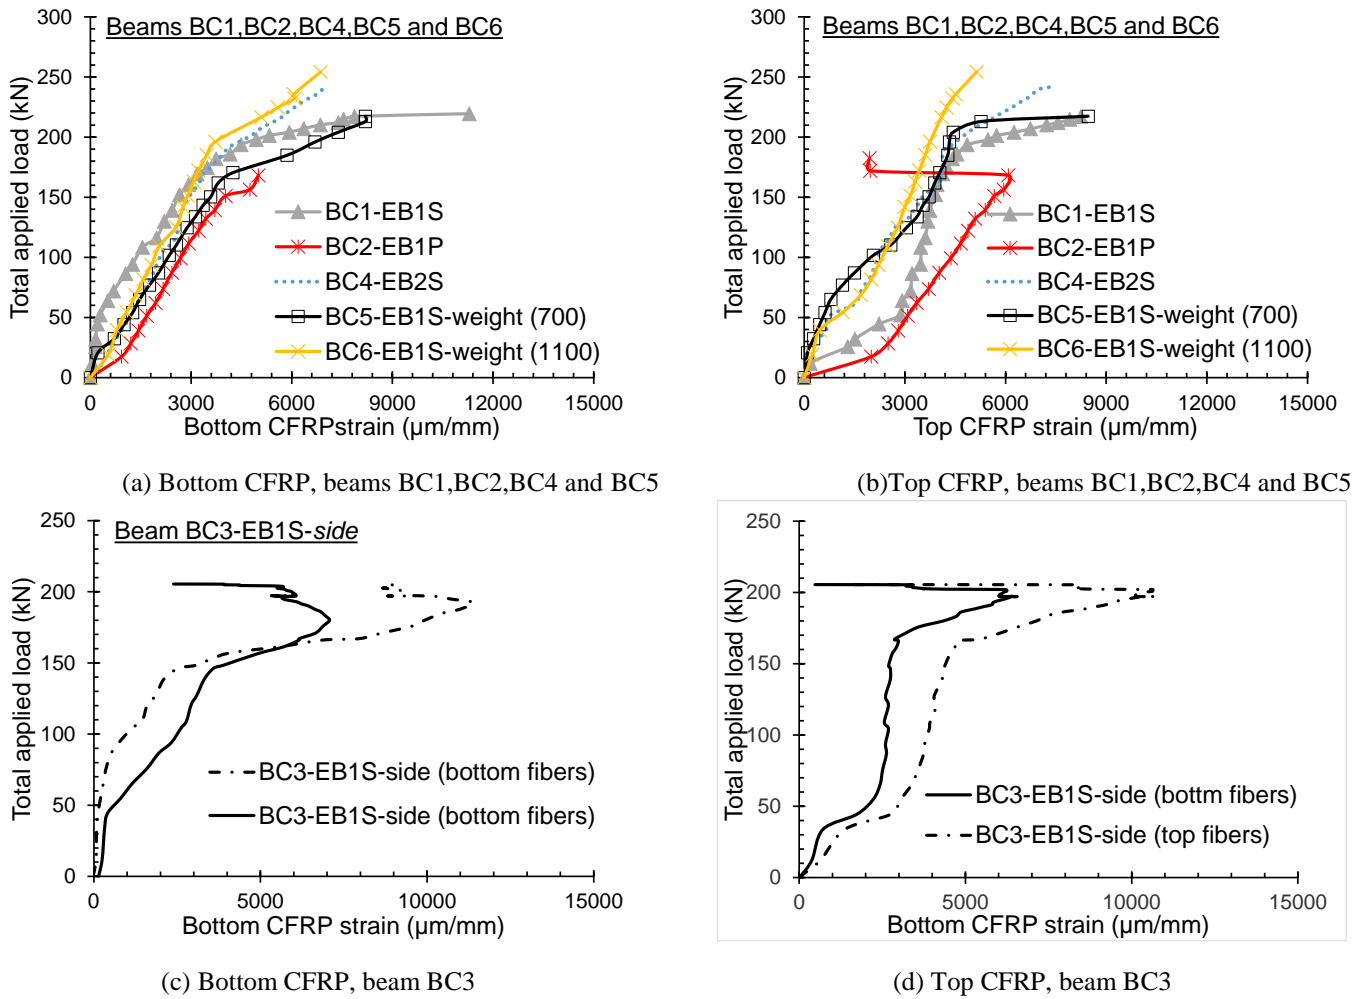 Beams BC1,BC2,BC4,BC5 and BC6
Total applied load (kN)
300
250
200
150
100
50
0
BC1-EB1S
BC2-EB1P
BC4-EB2S
BC5-EB1S-weight (700)
BC6-EB1S-weight (1100)
0 3000 6000 9000 12000 15000
Bottom CFRPstrain (µm/mm)
(a) Bottom CFRP, beams BC1,BC2,BC4 and BC5
Beams BC1,BC2,BC4,BC5 and BC6
Total applied load (kN)
300
250
200
150
100
50
0
BC1-EB1S
BC2-EB1P
BC4-EB2S
BC5-EB1S-weight (700)
BC6-EB1S-weight (1100)
0 3000 6000 9000 12000 15000
Top CFRP strain (µm/mm)
(b)Top CFRP, beams BC1,BC2,BC4 and BC5
Beam BC3-EB1S-side
Total applied load (kN)
250
200
150
100
50
0
BC3-EB1S-side (bottom fibers)
BC3-EB1S-side (bottom fibers)
0 5000 10000 15000
Bottom CFRP strain (µm/mm)
(c) Bottom CFRP, beam BC3
Total applied load (kN)
250
200
150
100
50
0
BC3-EB1S-side (bottm fibers)
BC3-EB1S-side (top fibers)
0 5000 10000 15000
Bottom CFRP strain (µm/mm)
(d) Top CFRP, beam BC3